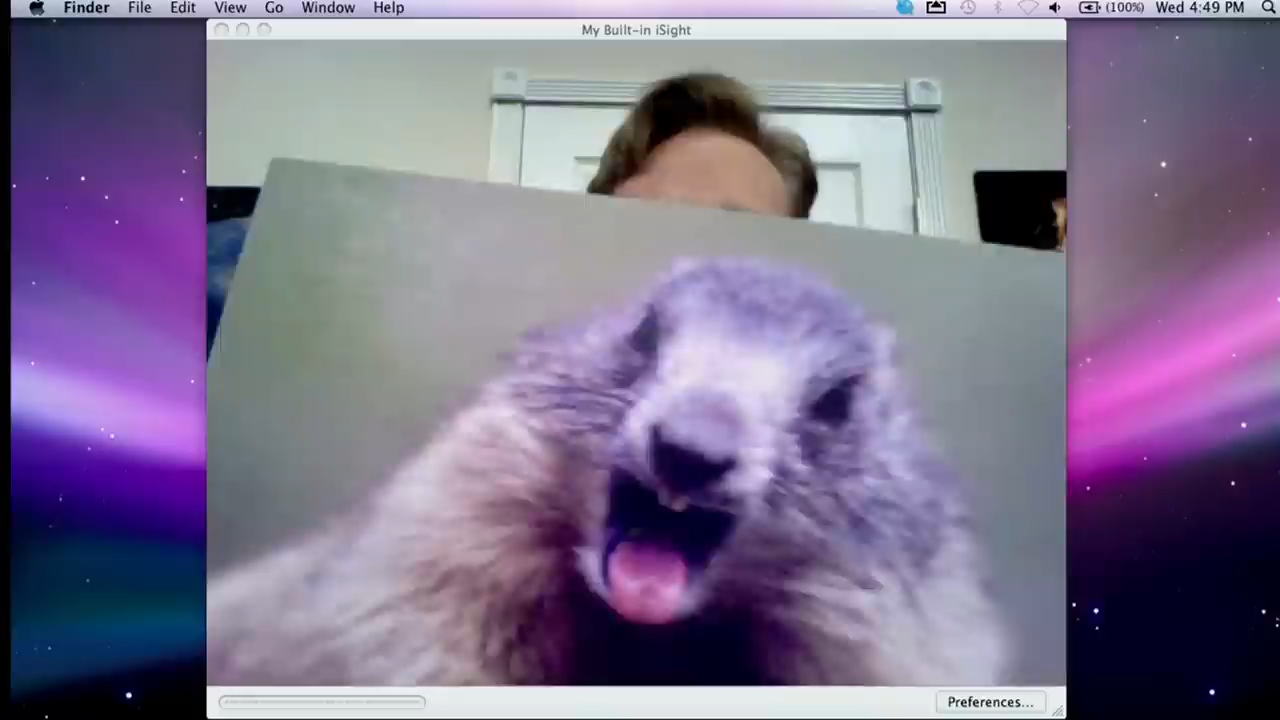 Finder File Edit View Go Window Help (100%) Wed 4:49 PM
My Built-in iSight
Preferences...